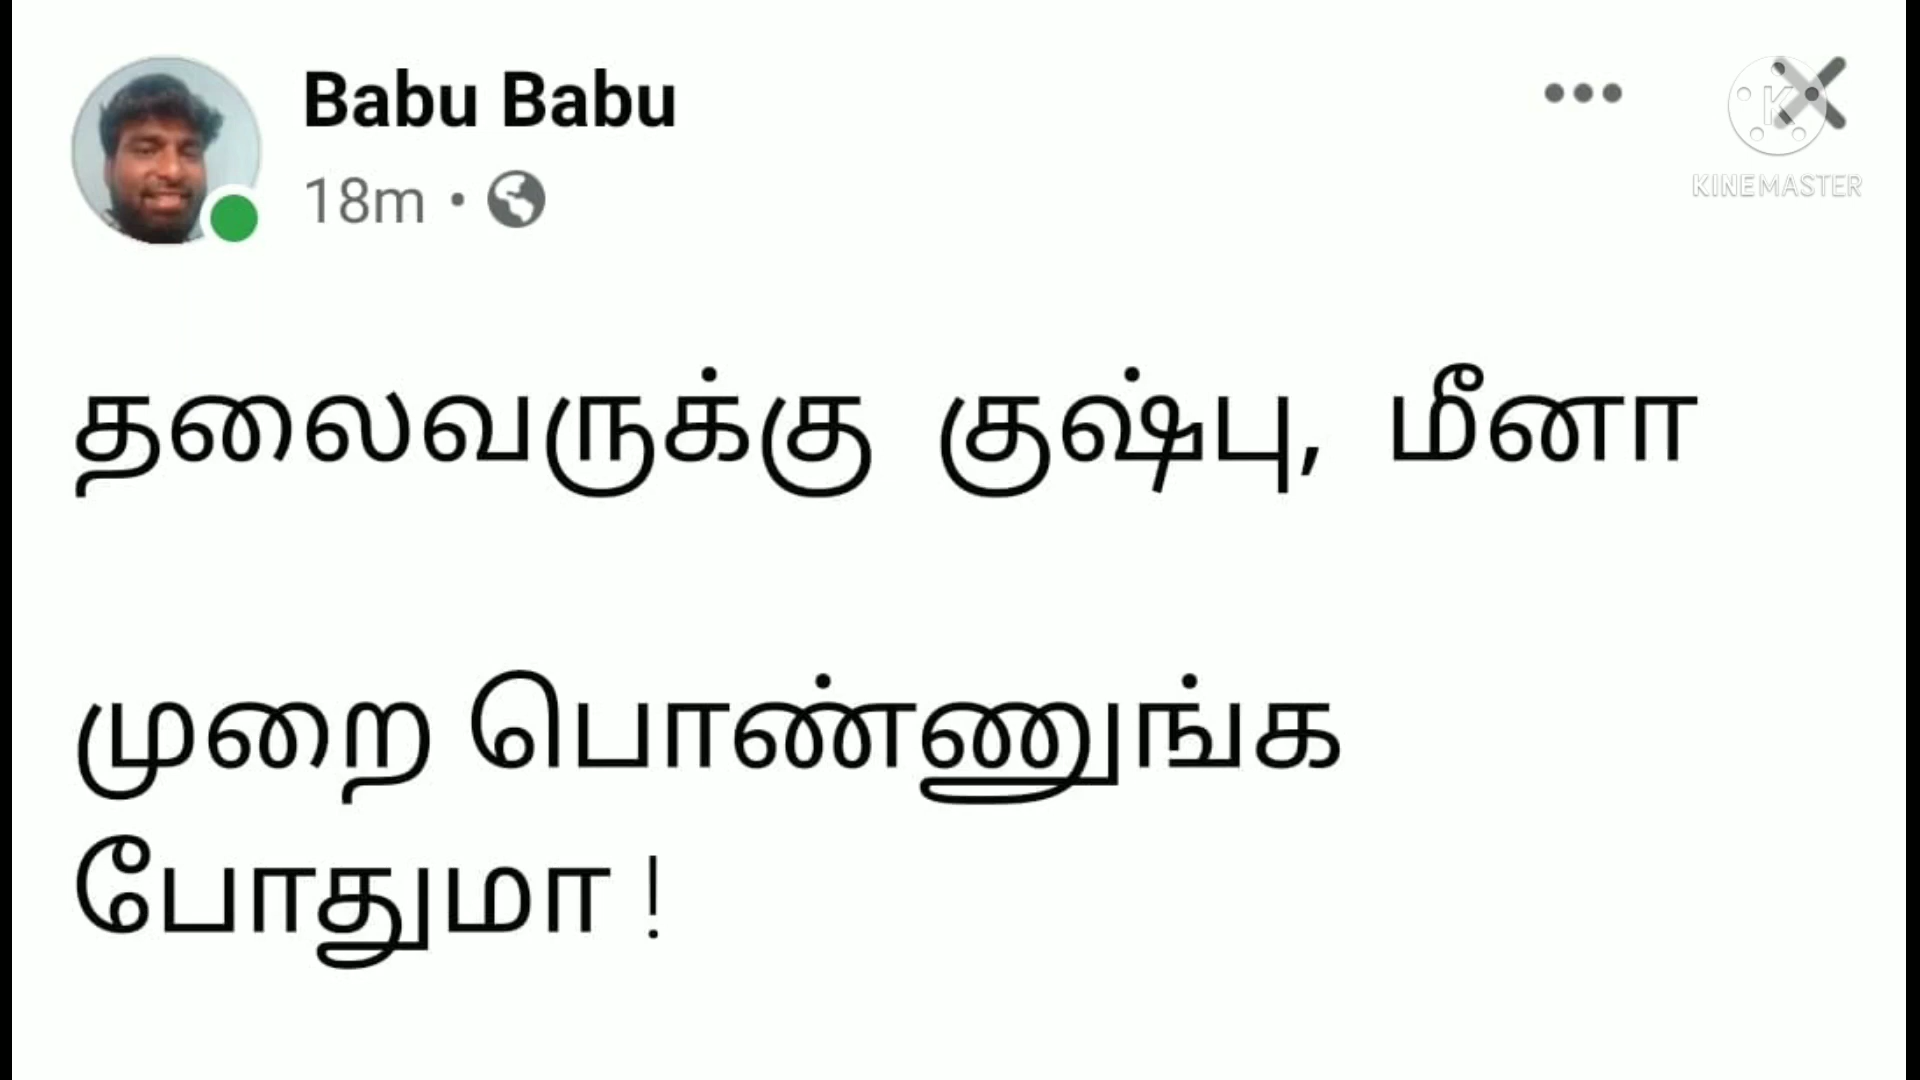 Babu Babu
18m
KINEMASTER
தலைவருக்கு குஷ்பு, மீனா
முறை பொண்ணுங்க
போதுமா !